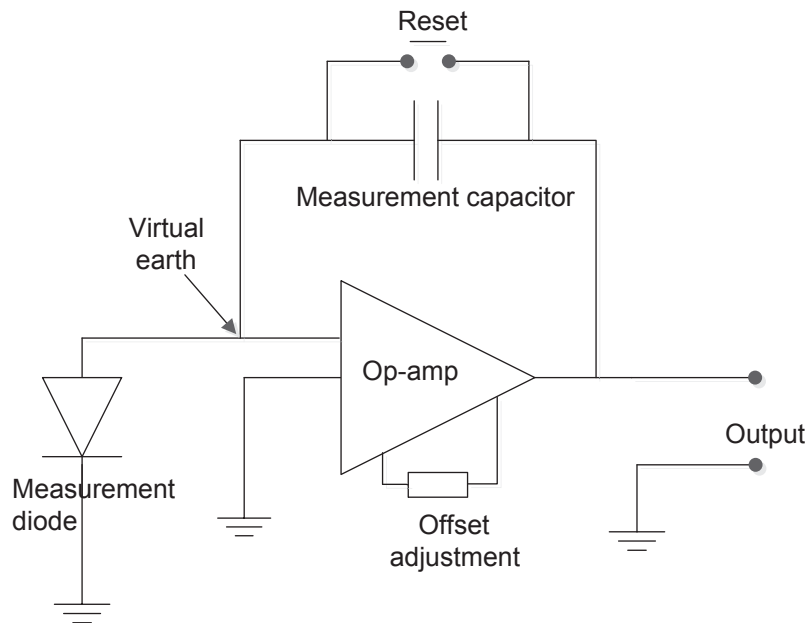 Reset
Measurement capacitor
Virtual
earth
Op-amp
Output
Measurement
diode
Offset
adjustment